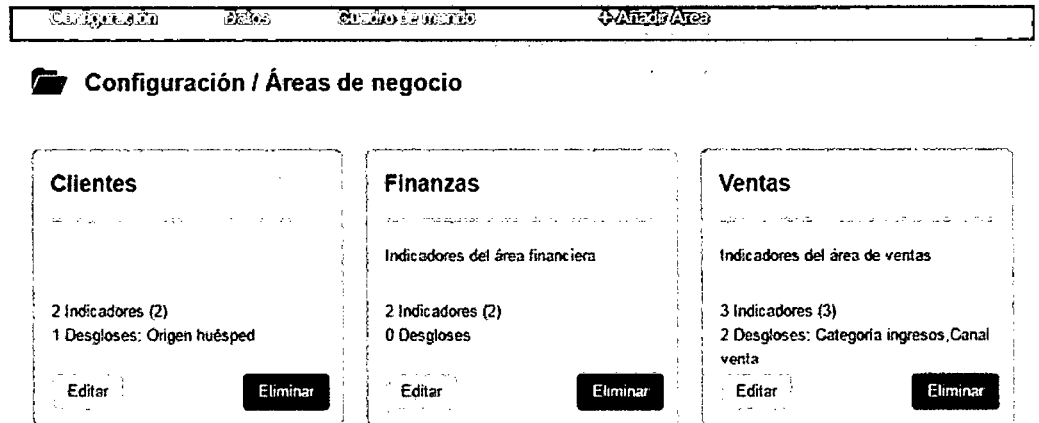 Configuración Datos Cuadro de mando +Añadir Area
Configuración / Áreas de negocio
Clientes
2 Indicadores (2)
1 Desgloses: Origen huésped
Editar Eliminar
Finanzas
Indicadores del área financiera
2 Indicadores (2)
0 Desgloses
Editar Eliminar
Ventas
Indicadores del área de ventas
3 Indicadores (3)
2 Desgloses: Categoría ingresos,Canal
venta
Editar Eliminar